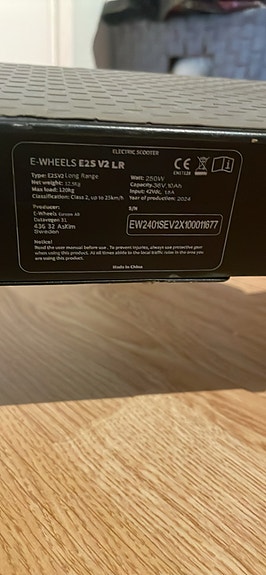 ELECTRIC SCOOTER
E-WHEELS E2S V2 LR
Type: E2SV2 Long Range
Net weight: 12,9Kg
Max load: 120kg
Classification: Class 2, up to 25km/h
Producer:
E-Wheels Europe AB
Datavägen 31
436 32 Askim
Sweden
CE
EN17128
Watt: 250W
Capacity: 36V, 10Ah
Input: 42Vdc, 1.5A
Year of production: 2024
S/N
EW2401SEV2X100011677
Notice!
Read the user manual before use. To prevent injuries, always use protective gear
when using this product. At all times abide to the local traffic rules in the area you
are using this product.
Made in China